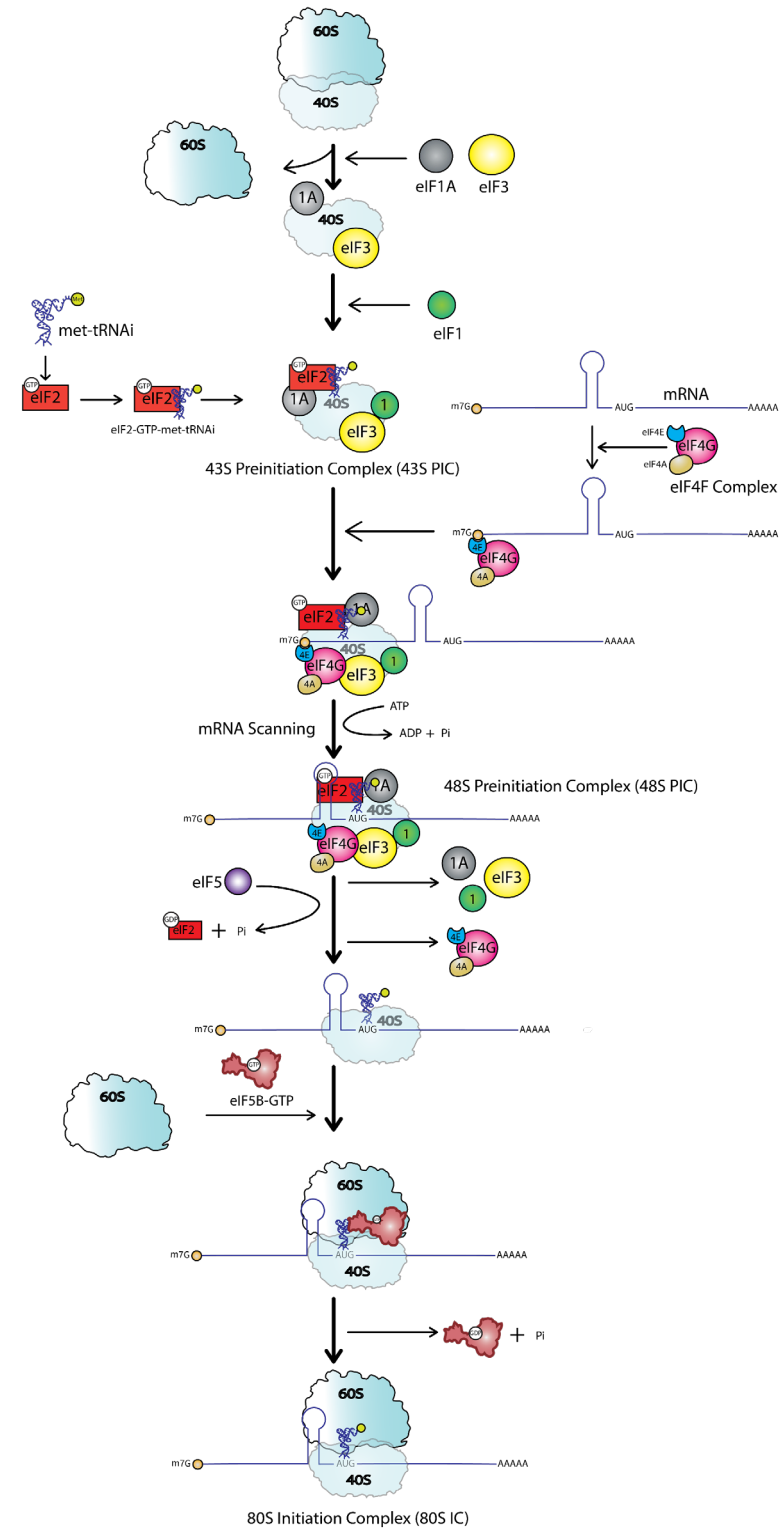 60S
40S
60S
eIF1A
eIF3
1A
40S
eIF3
eIF1
Met
met-tRNAi
GTP
eIF2
GTP
eIF2
eIF2-GTP-met-tRNAi
GTP
eIF2
1A
40S
1
eIF3
43S Preinitiation Complex (43S PIC)
mRNA
m7G
AUG
AAAAA
eIF4E
eIF4G
eIF4A
eIF4F Complex
m7G
AUG
AAAAA
4E
eIF4G
4A
GTP
eIF2
1A
m7G
40S
AUG
AAAAA
4E
eIF4G
1
eIF3
4A
mRNA Scanning
ATP
ADP + Pi
GTP
eIF2
1A
48S Preinitiation Complex (48S PIC)
40S
m7G
AUG
AAAAA
4E
1
eIF4G
eIF3
4A
eIF5
1A
eIF3
1
GDP
eIF2 + Pi
4E
eIF4G
4A
40S
m7G
AUG
AAAAA
GTP
eIF5B-GTP
60S
60S
m7G
AUG
AAAAA
40S
GDP
+ Pi
60S
m7G
AUG
AAAAA
40S
80S Initiation Complex (80S IC)